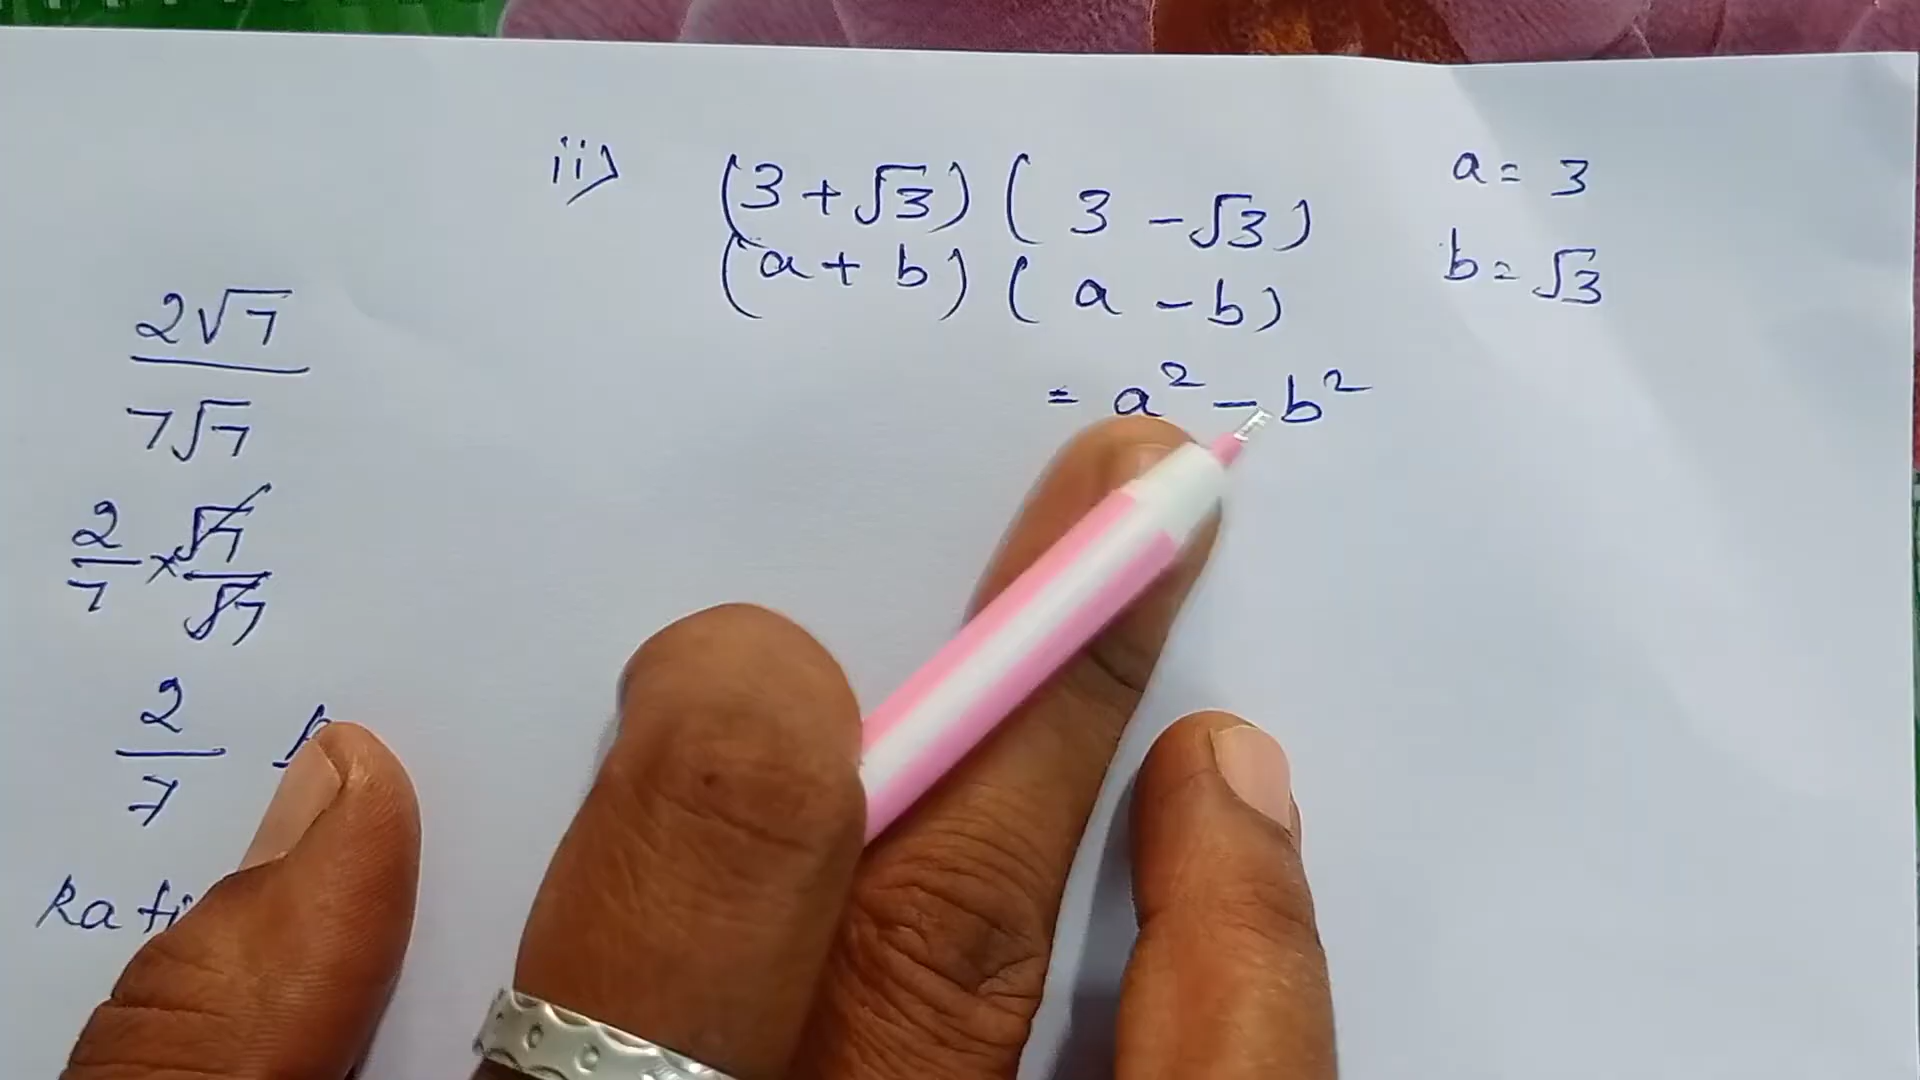 ii) (3 + √3) ( 3 - √3)
(a + b) ( a - b)
= a² - b²
a = 3
b = √3
2√7
7√7
2/7 × √7/√7
2
7